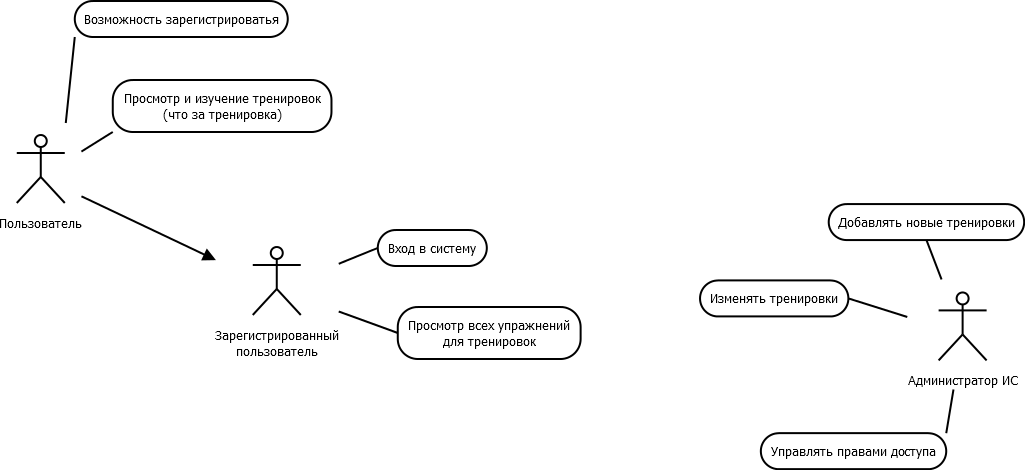 Возможность зарегистрироватья
Просмотр и изучение тренировок
(что за тренировка)
Пользователь
Вход в систему
Зарегистрированный
пользователь
Просмотр всех упражнений
для тренировок
Добавлять новые тренировки
Изменять тренировки
Администратор ИС
Управлять правами доступа